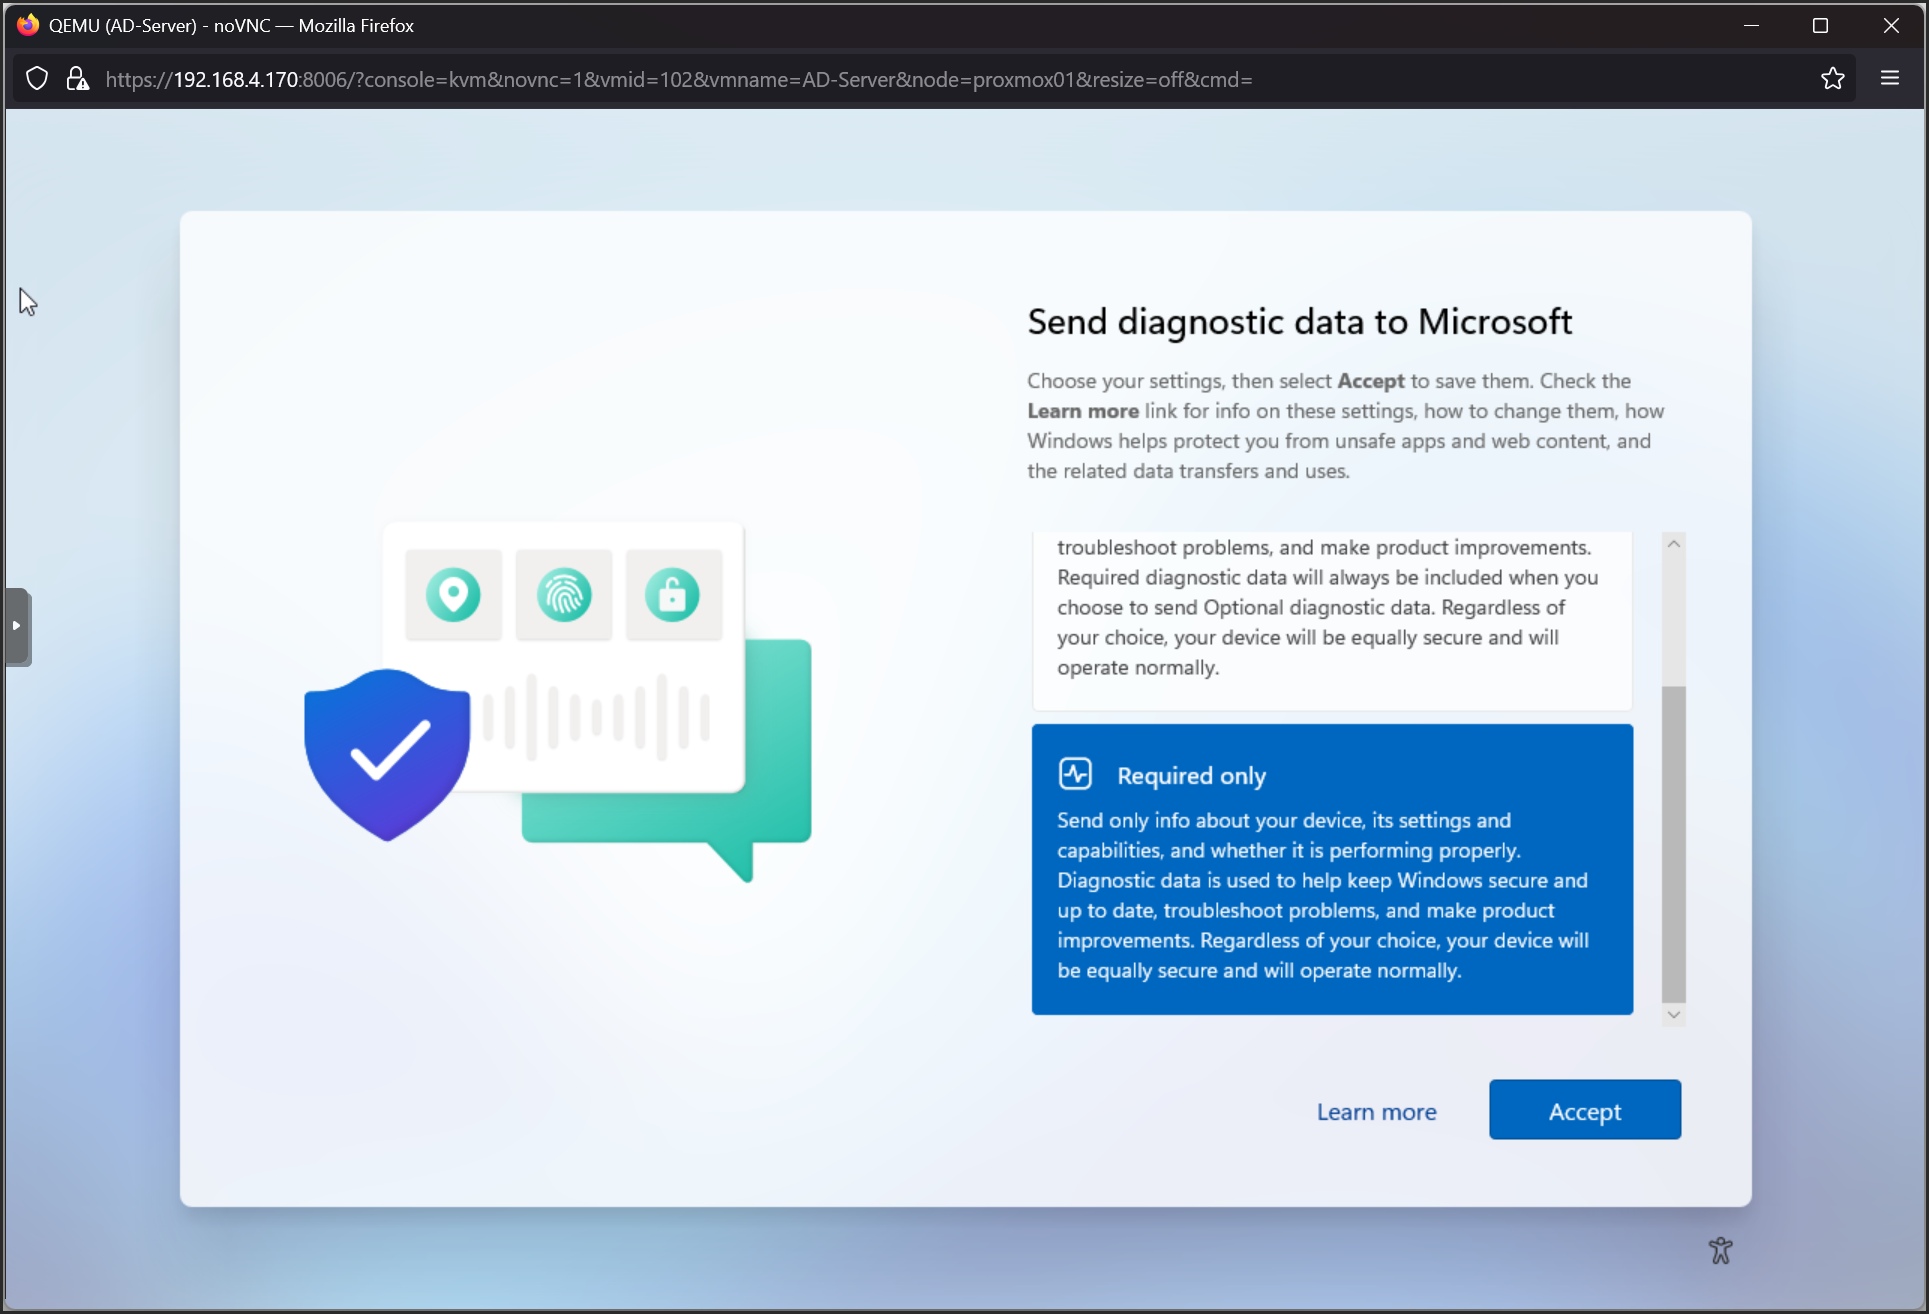 QEMU (AD-Server) - noVNC — Mozilla Firefox
https://192.168.4.170:8006/?console=kvm&novnc=1&vmid=102&vmname=AD-Server&node=proxmox01&resize=off&cmd=
Send diagnostic data to Microsoft
Choose your settings, then select Accept to save them. Check the
Learn more link for info on these settings, how to change them, how
Windows helps protect you from unsafe apps and web content, and
the related data transfers and uses.
troubleshoot problems, and make product improvements.
Required diagnostic data will always be included when you
choose to send Optional diagnostic data. Regardless of
your choice, your device will be equally secure and will
operate normally.
Required only
Send only info about your device, its settings and
capabilities, and whether it is performing properly.
Diagnostic data is used to help keep Windows secure and
up to date, troubleshoot problems, and make product
improvements. Regardless of your choice, your device will
be equally secure and will operate normally.
Learn more
Accept